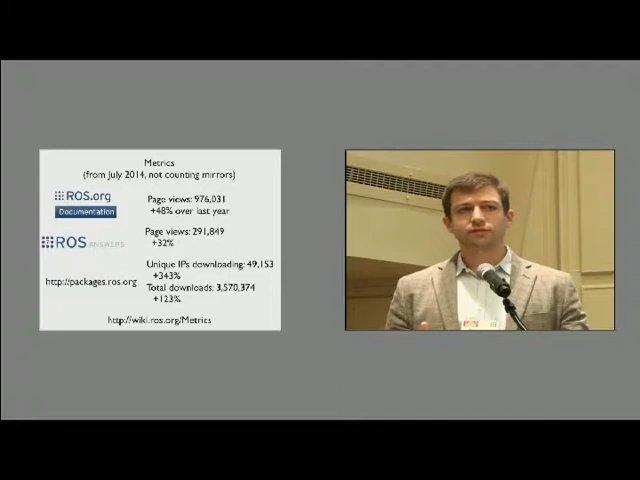 Metrics
(from July 2014, not counting mirrors)
ROS.org
Documentation
Page views: 976,031
+48% over last year
ROS ANSWERS
Page views: 291,849
+32%
http://packages.ros.org
Unique IPs downloading: 49,153
+343%
Total downloads: 3,570,374
+123%
http://wiki.ros.org/Metrics